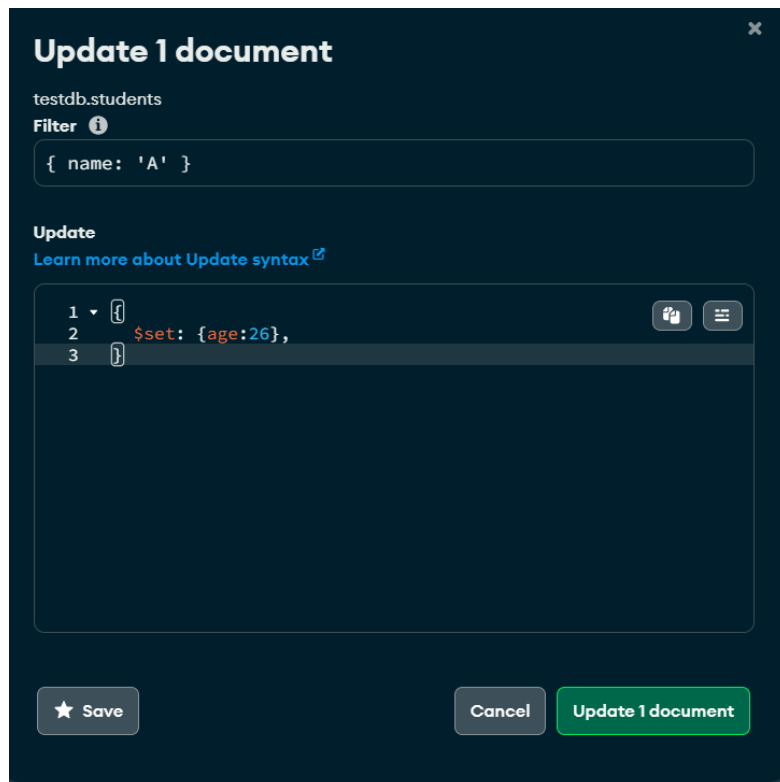 Update 1 document
testdb.students
Filter
{ name: 'A' }
Update
Learn more about Update syntax
1 {
2 $set: {age:26},
3 }
Save
Cancel
Update 1 document